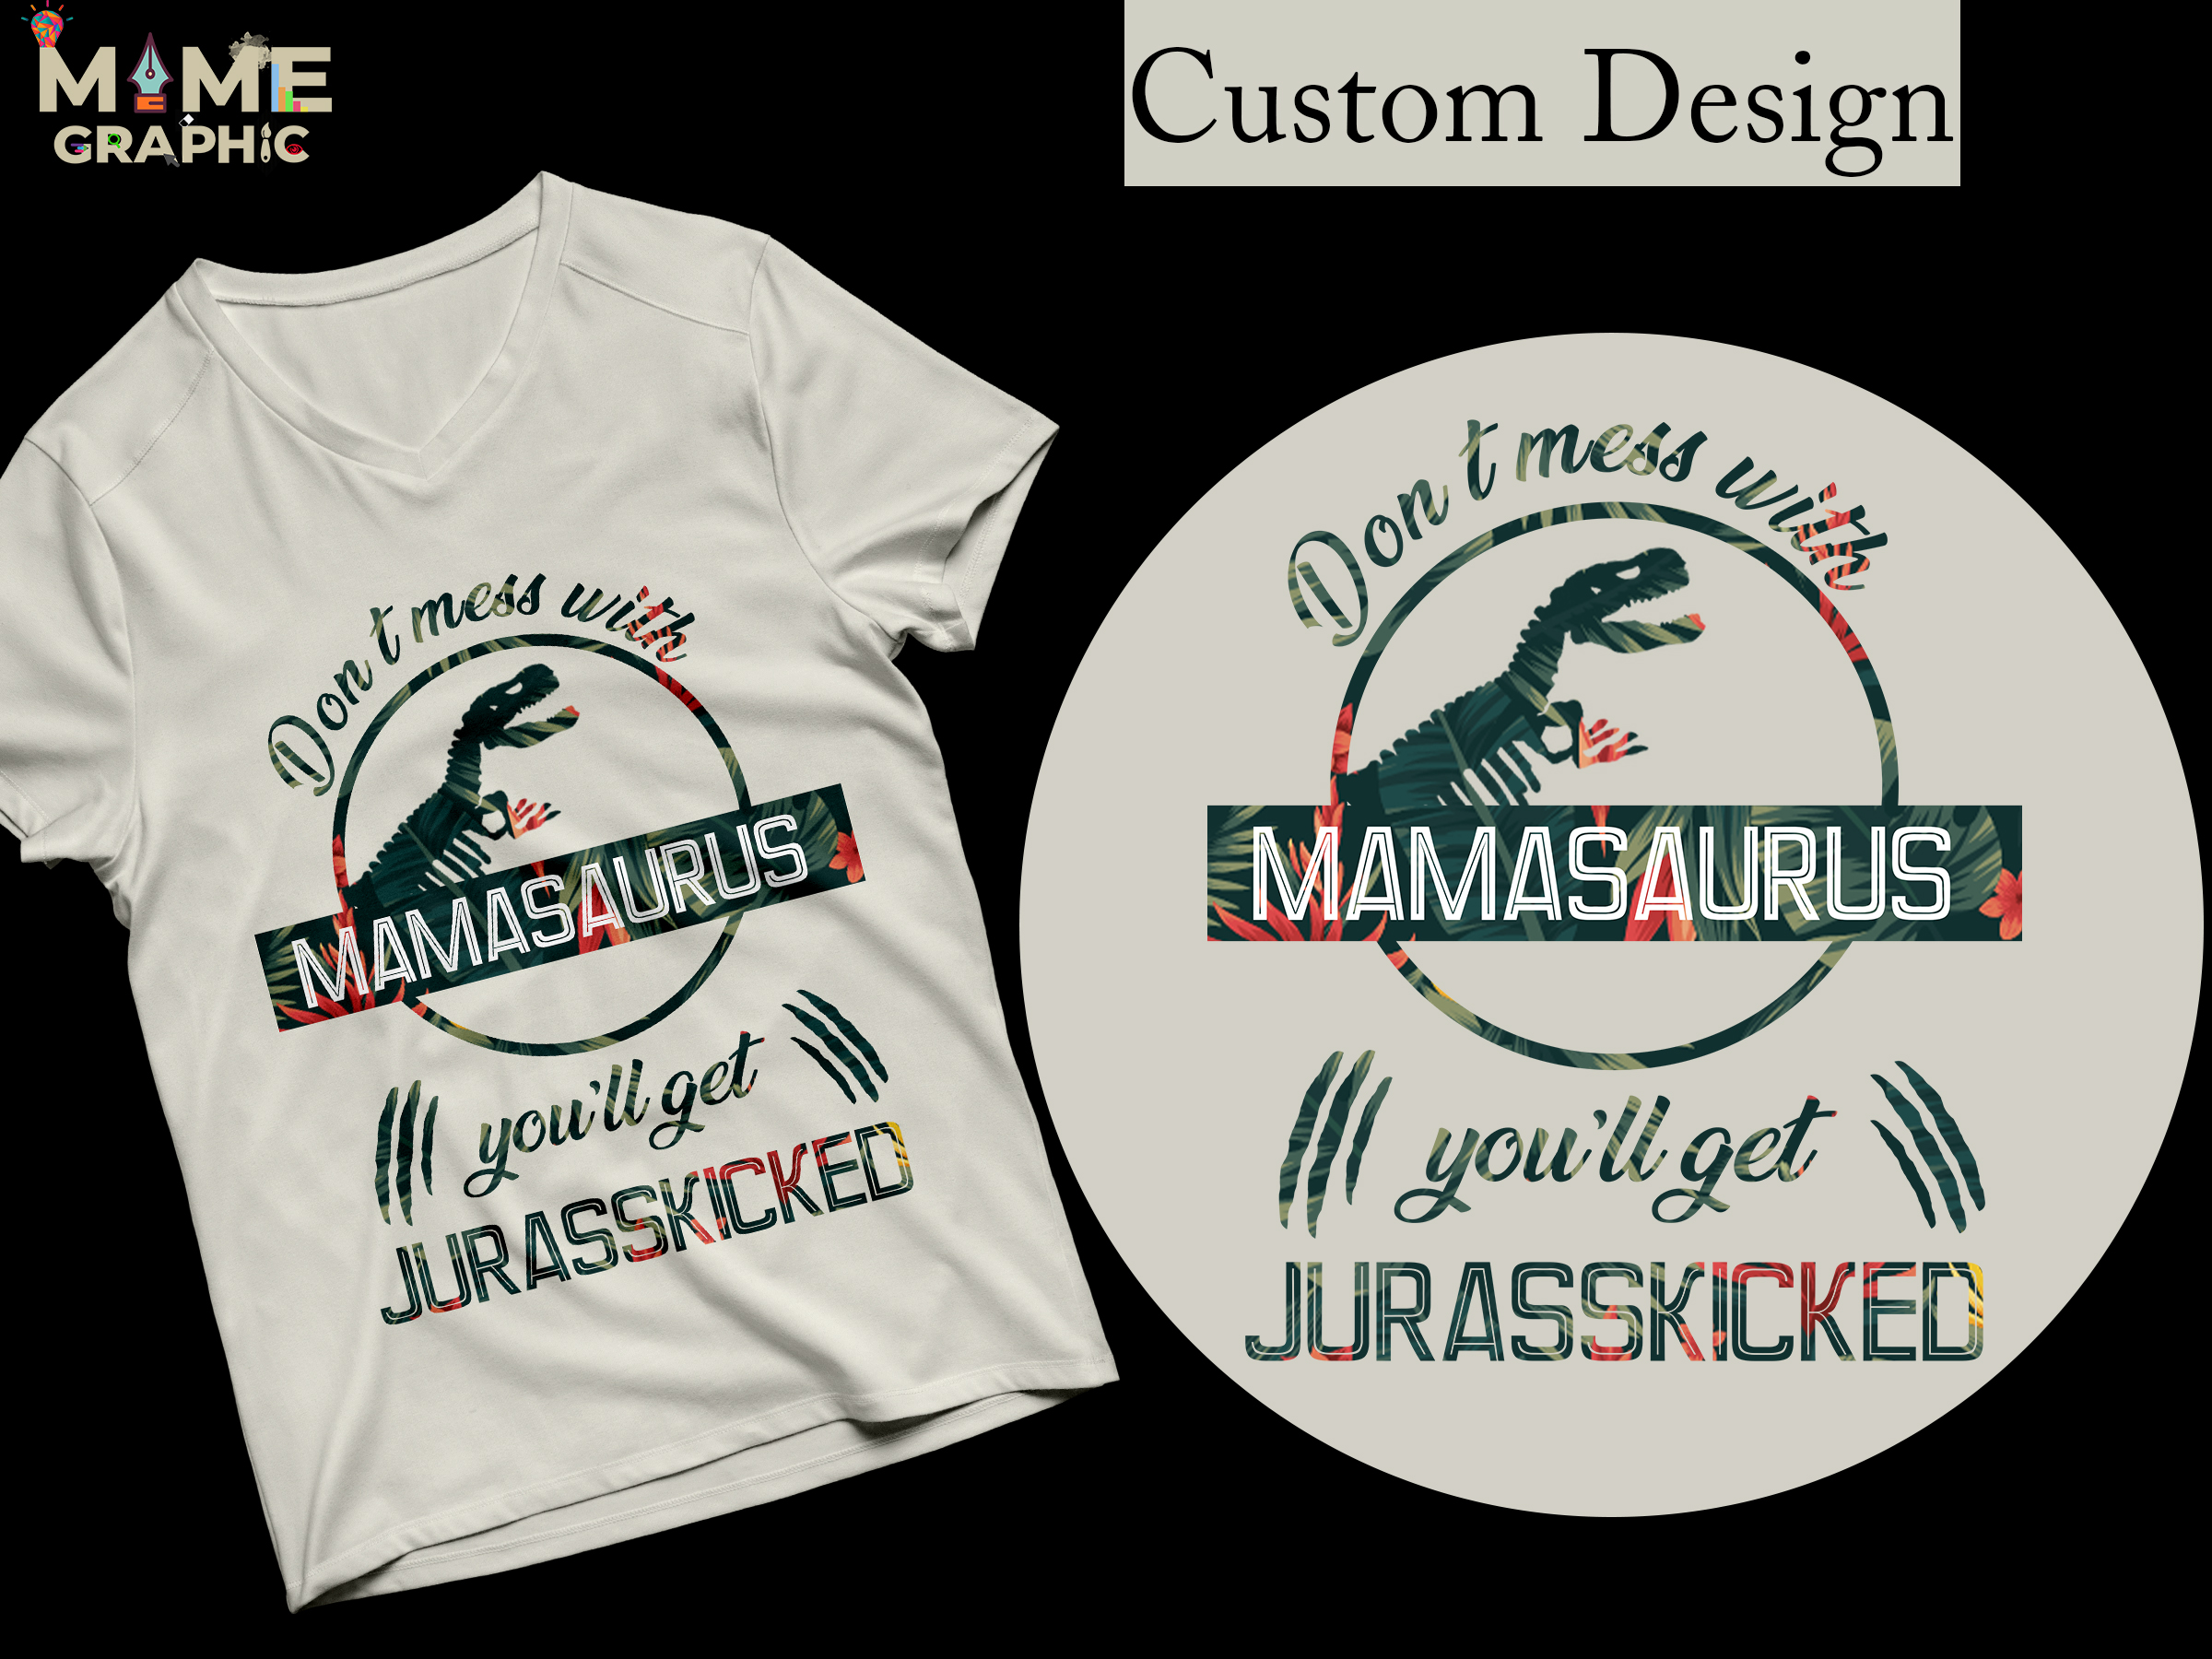 MIME
GRAPHiC
Custom Design
Don t mess with
MAMASAURUS
you'll get
JURASSKICKED
Don t mess with
MAMASAURUS
you'll get
JURASSKICKED